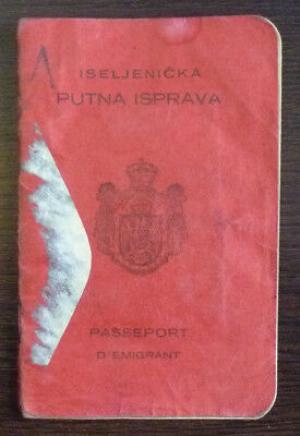 ISELJENIČKA
PUTNA ISPRAVA
PASSEPORT
D'EMIGRANT